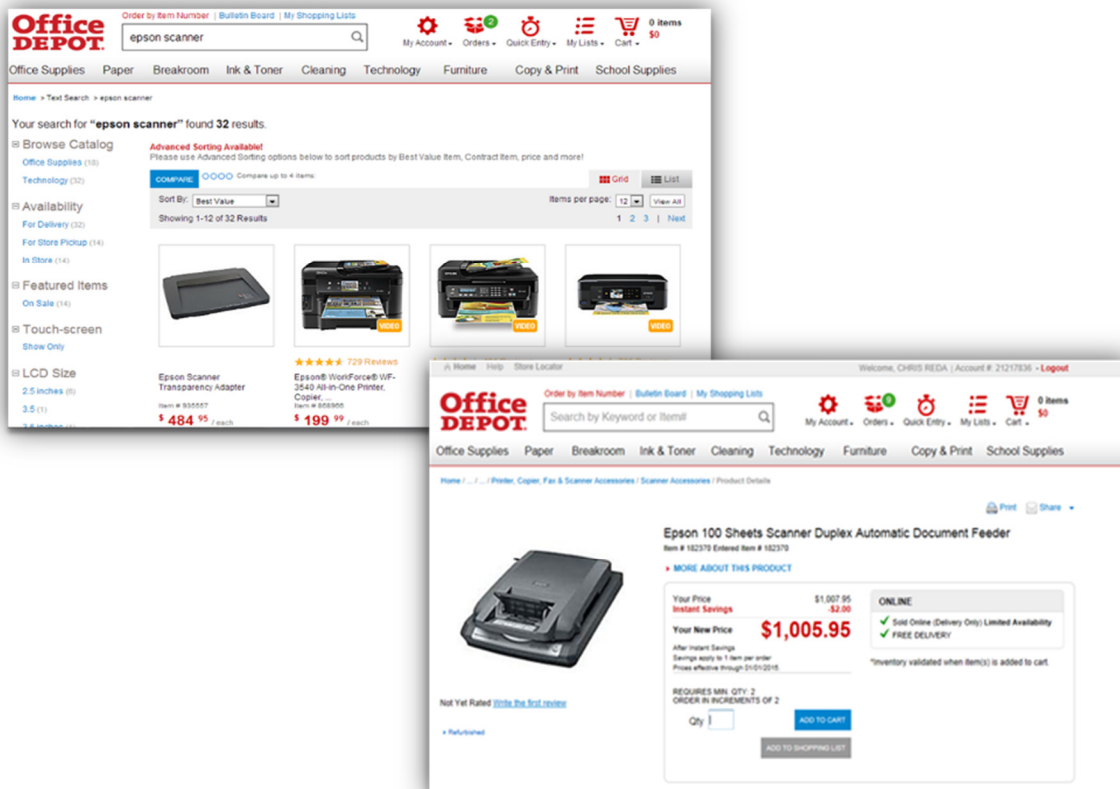 Office
DEPOT.
Order by Item Number | Bulletin Board | My Shopping Lists
epson scanner
2
My Account
Orders
Quick Entry
My Lists
Cart
0 items
$0
Office Supplies Paper Breakroom Ink & Toner Cleaning Technology Furniture Copy & Print School Supplies
Home > Text Search > epson scanner
Your search for "epson scanner" found 32 results.
Browse Catalog
Office Supplies (18)
Technology (32)
Availability
For Delivery (32)
For Store Pickup (14)
In Store (14)
Featured Items
On Sale (14)
Touch-screen
Show Only
LCD Size
2.5 inches (6)
3.5 (1)
Advanced Sorting Available!
Please use Advanced Sorting options below to sort products by Best Value Item, Contract Item, price and more!
COMPARE Compare up to 4 items:
Grid List
Sort By: Best Value Items per page: 12 View All
Showing 1-12 of 32 Results 1 2 3 | Next
VIDEO
VIDEO
VIDEO
729 Reviews
Epson Scanner
Transparency Adapter
Item # 935567
$ 484 95 / each
Epson® WorkForce® WF-
3540 All-in-One Printer,
Copier, ...
Item # 868966
$ 199 99 / each
Home Help Store Locator
Welcome, CHRIS REDA | Account #: 21217836 - Logout
Office
DEPOT.
Order by Item Number | Bulletin Board | My Shopping Lists
Search by Keyword or Item#
9
My Account
Orders
Quick Entry
My Lists
Cart
0 items
$0
Office Supplies Paper Breakroom Ink & Toner Cleaning Technology Furniture Copy & Print School Supplies
Home / ... / ... / Printer, Copier, Fax & Scanner Accessories / Scanner Accessories / Product Details
Print Share
Epson 100 Sheets Scanner Duplex Automatic Document Feeder
Item # 182370 Entered Item # 182370
MORE ABOUT THIS PRODUCT
Your Price $1,007.95
Instant Savings -$2.00
Your New Price $1,005.95
After Instant Savings
Savings apply to 1 item per order
Prices effective through 01/01/2015.
REQUIRES MIN. QTY: 2
ORDER IN INCREMENTS OF 2
Qty
ADD TO CART
ADD TO SHOPPING LIST
ONLINE
Sold Online (Delivery Only) Limited Availability
FREE DELIVERY
*Inventory validated when item(s) is added to cart.
Not Yet Rated Write the first review
Refurbished